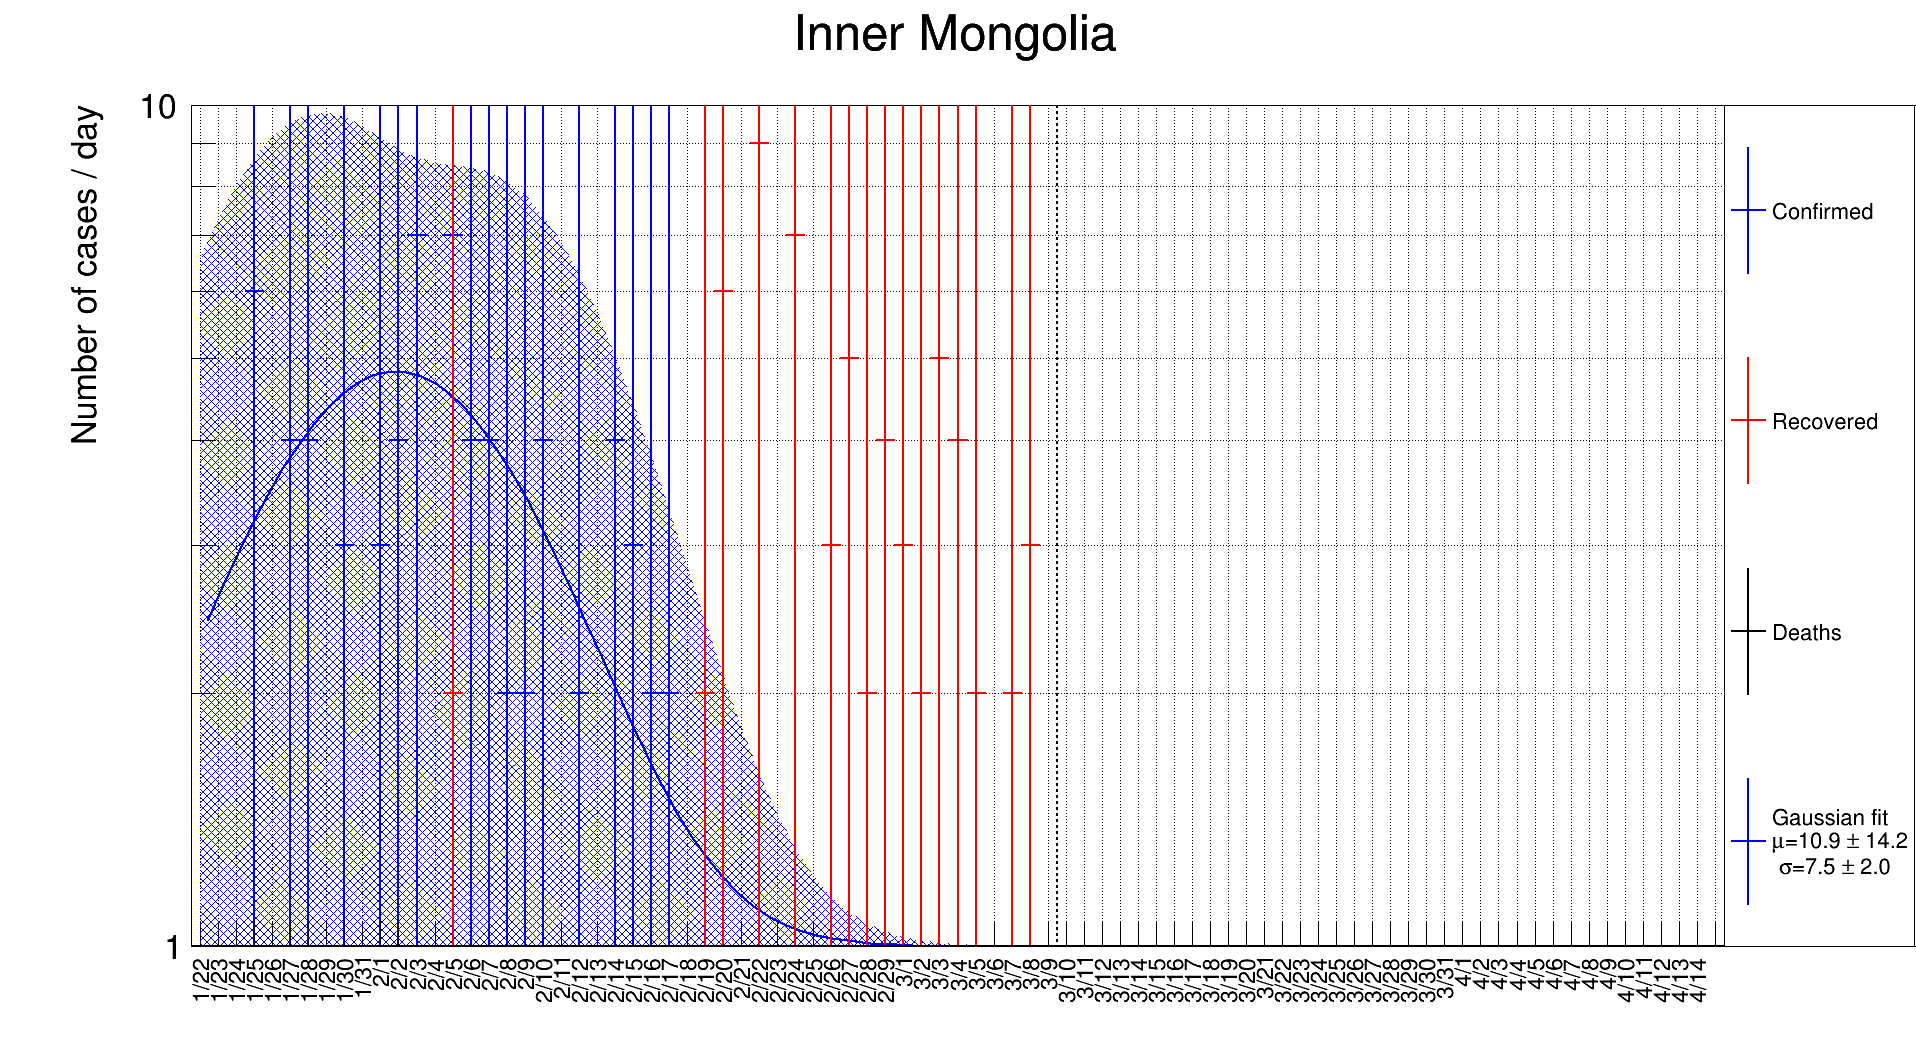 Inner Mongolia
Number of cases / day
10
1
1/22 1/23 1/24 1/25 1/26 1/27 1/28 1/29 1/30 1/31 2/1 2/2 2/3 2/4 2/5 2/6 2/7 2/8 2/9 2/10 2/11 2/12 2/13 2/14 2/15 2/16 2/17 2/18 2/19 2/20 2/21 2/22 2/23 2/24 2/25 2/26 2/27 2/28 2/29 3/1 3/2 3/3 3/4 3/5 3/6 3/7 3/8 3/9 3/10 3/11 3/12 3/13 3/14 3/15 3/16 3/17 3/18 3/19 3/20 3/21 3/22 3/23 3/24 3/25 3/26 3/27 3/28 3/29 3/30 3/31 4/1 4/2 4/3 4/4 4/5 4/6 4/7 4/8 4/9 4/10 4/11 4/12 4/13 4/14
Confirmed
Recovered
Deaths
Gaussian fit
μ=10.9 ± 14.2
σ=7.5 ± 2.0